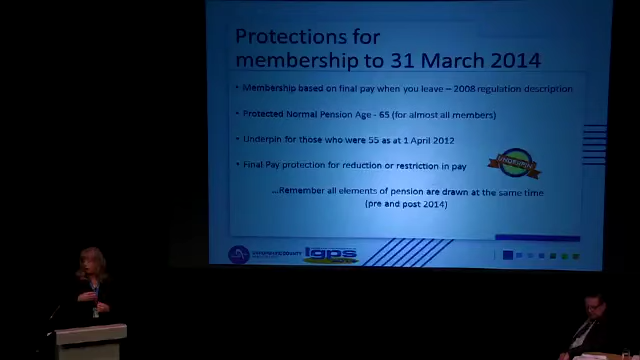 Protections for
membership to 31 March 2014
• Membership based on final pay when you leave – 2008 regulation description
• Protected Normal Pension Age - 65 (for almost all members)
• Underpin for those who were 55 as at 1 April 2012
• Final Pay protection for reduction or restriction in pay
UNDERPIN
...Remember all elements of pension are drawn at the same time
(pre and post 2014)
lgps